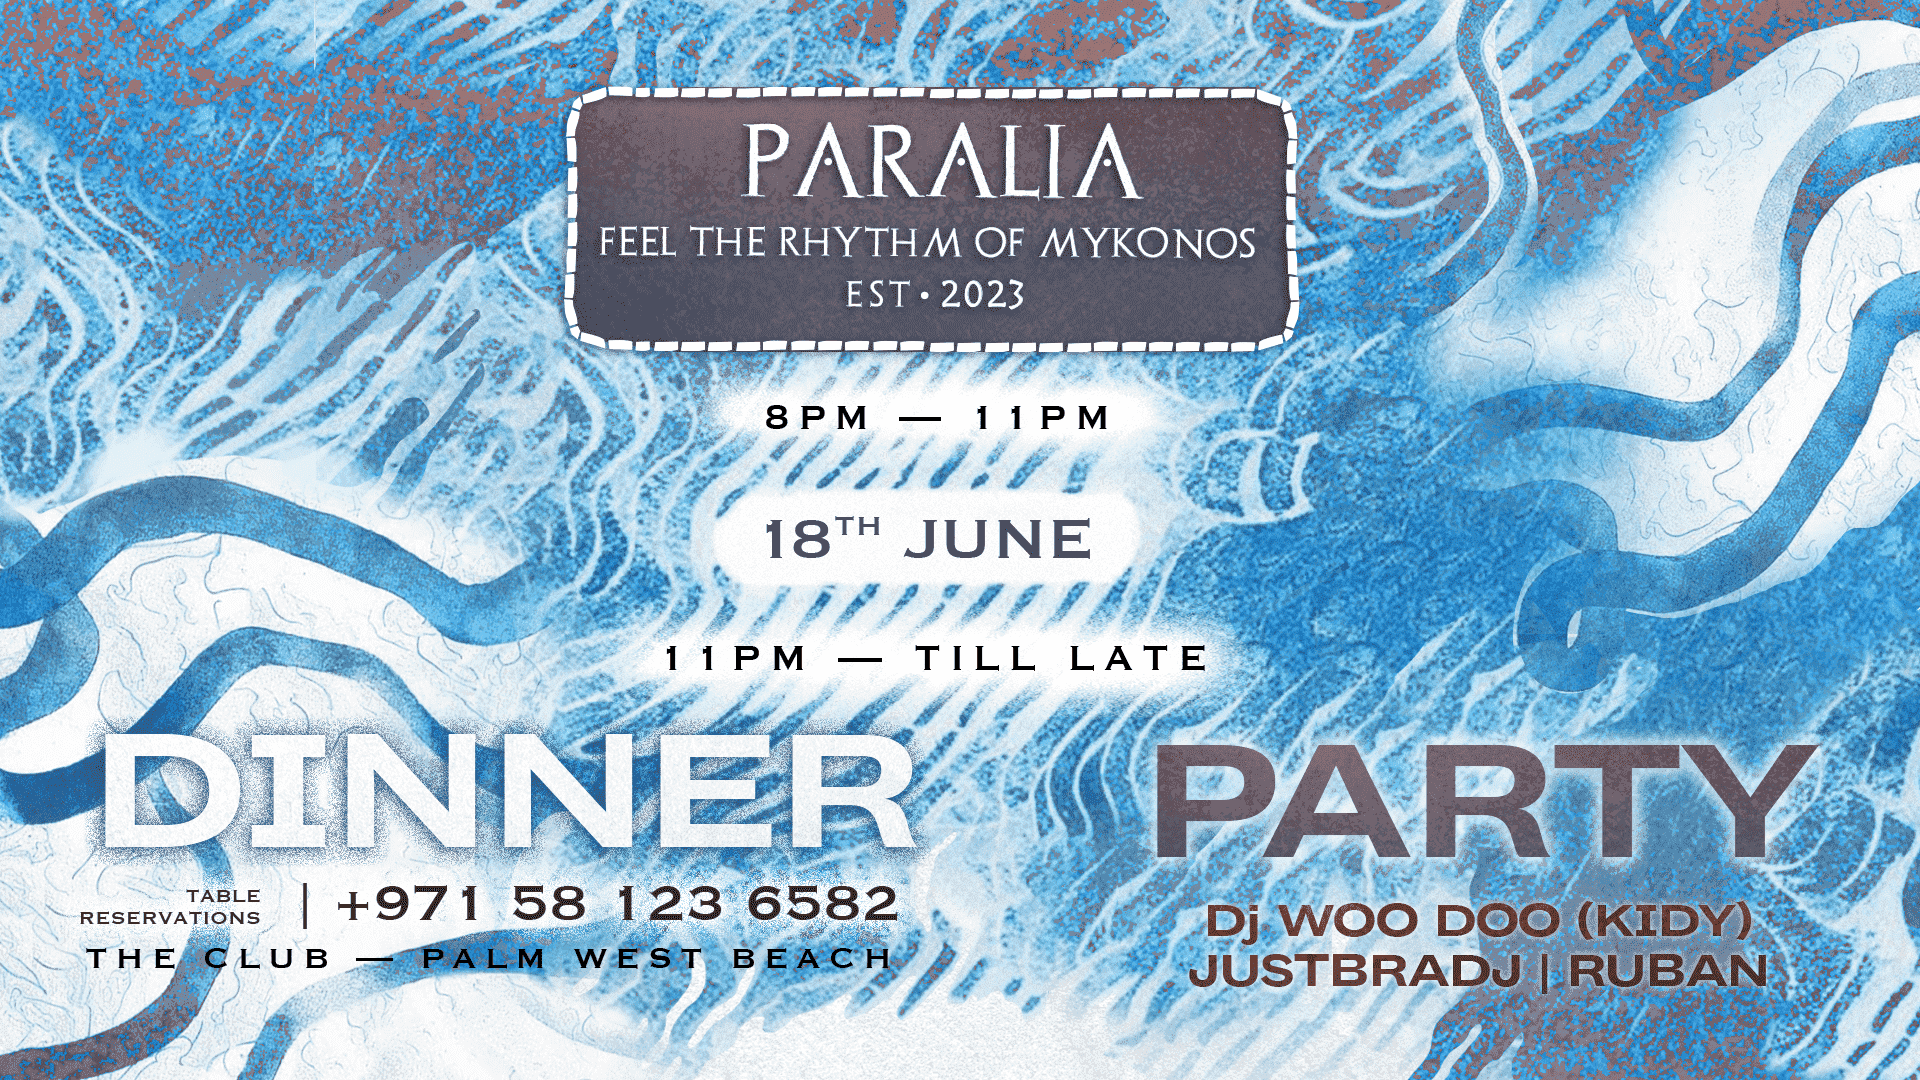 PARALIA
FEEL THE RHYTHM OF MYKONOS
EST • 2023
8PM — 11PM
18TH JUNE
11PM — TILL LATE
DINNER
TABLE
RESERVATIONS | +971 58 123 6582
THE CLUB — PALM WEST BEACH
PARTY
Dj WOO DOO (KIDY)
JUSTBRADJ | RUBAN